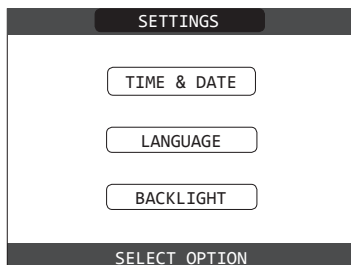 SETTINGS
TIME & DATE
LANGUAGE
BACKLIGHT
SELECT OPTION